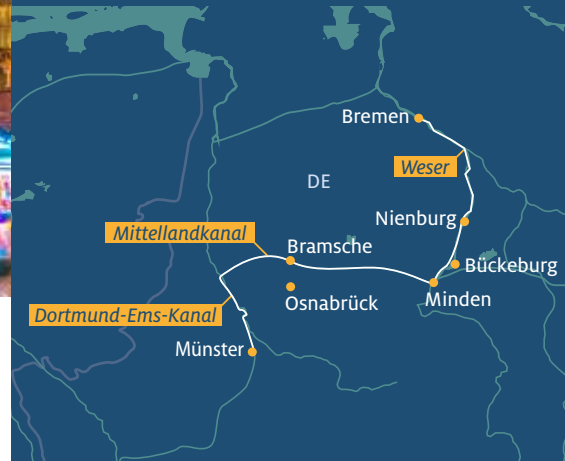 Bremen
Weser
DE
Nienburg
Mittellandkanal
Bramsche
Bückeburg
Osnabrück
Minden
Dortmund-Ems-Kanal
Münster